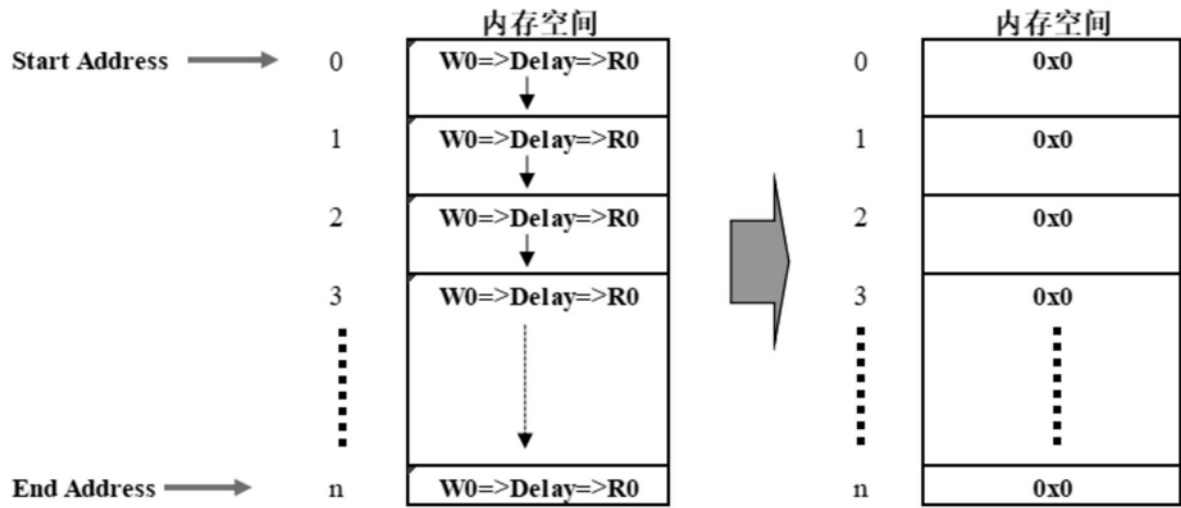 内存空间 内存空间
Start Address 0 W0=>Delay=>R0 0 0x0
1 W0=>Delay=>R0 1 0x0
2 W0=>Delay=>R0 2 0x0
3 W0=>Delay=>R0 3 0x0
End Address n W0=>Delay=>R0 n 0x0